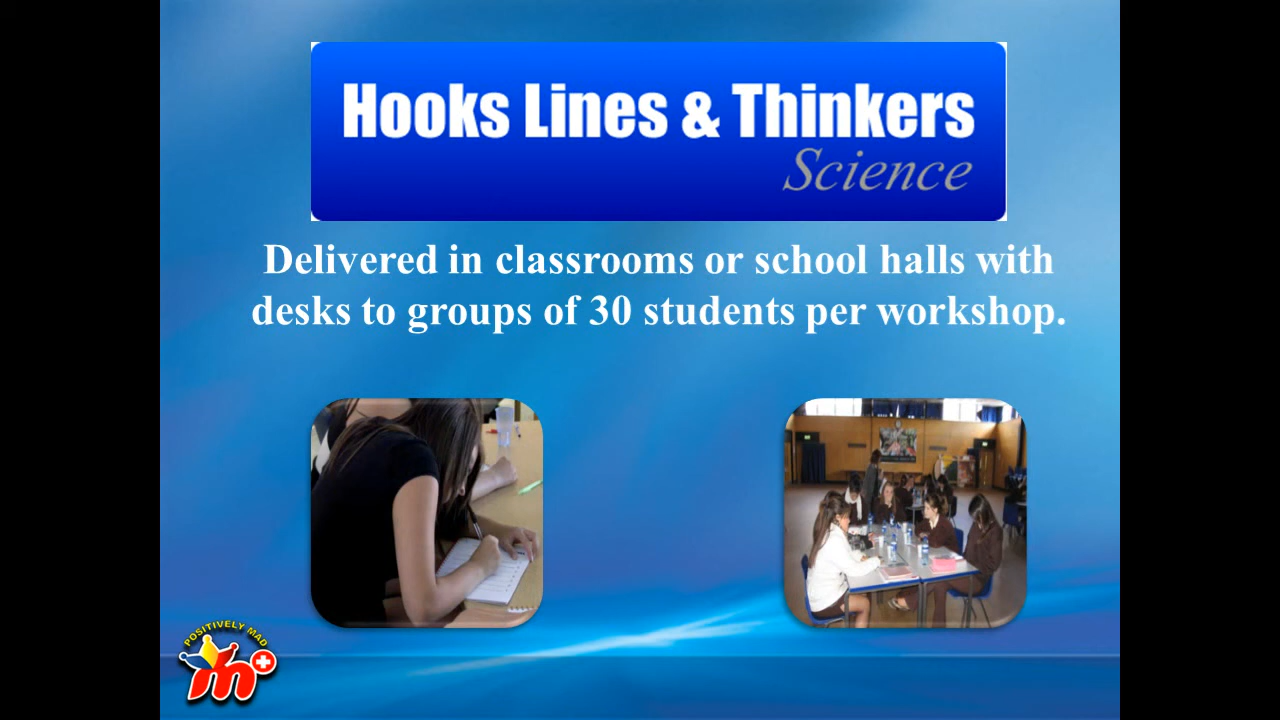 Hooks Lines & Thinkers
Science
Delivered in classrooms or school halls with
desks to groups of 30 students per workshop.
POSITIVELY MAD
m+